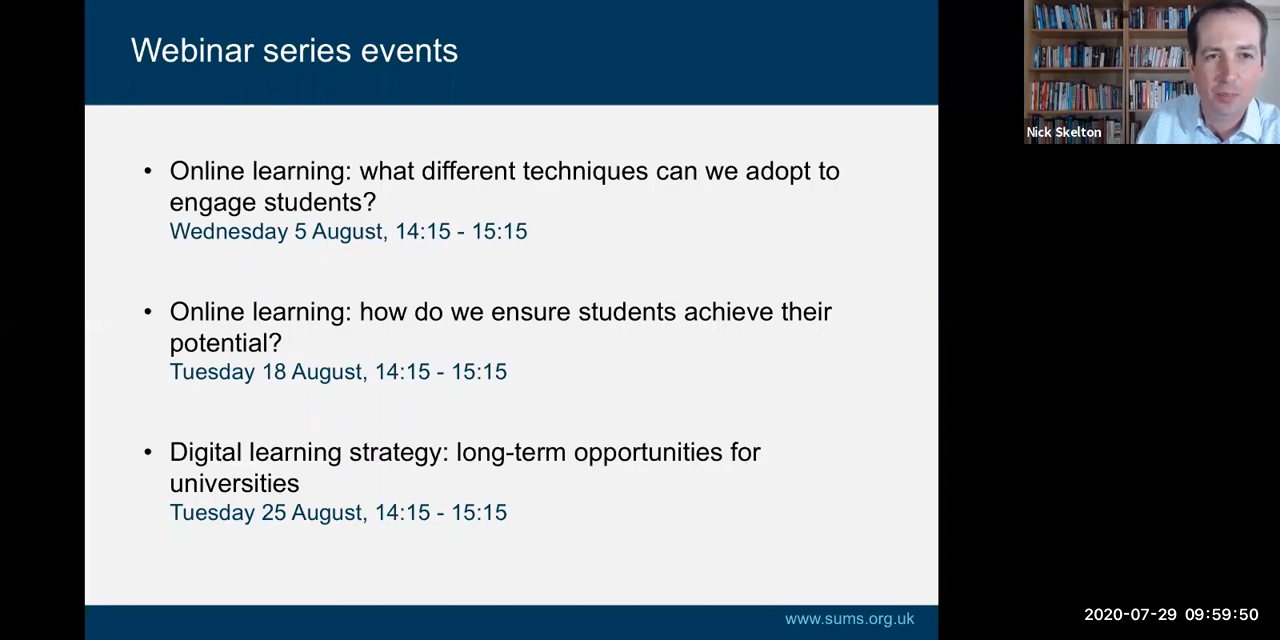 Webinar series events
Nick Skelton
• Online learning: what different techniques can we adopt to
engage students?
Wednesday 5 August, 14:15 - 15:15
• Online learning: how do we ensure students achieve their
potential?
Tuesday 18 August, 14:15 - 15:15
• Digital learning strategy: long-term opportunities for
universities
Tuesday 25 August, 14:15 - 15:15
www.sums.org.uk
2020-07-29 09:59:50